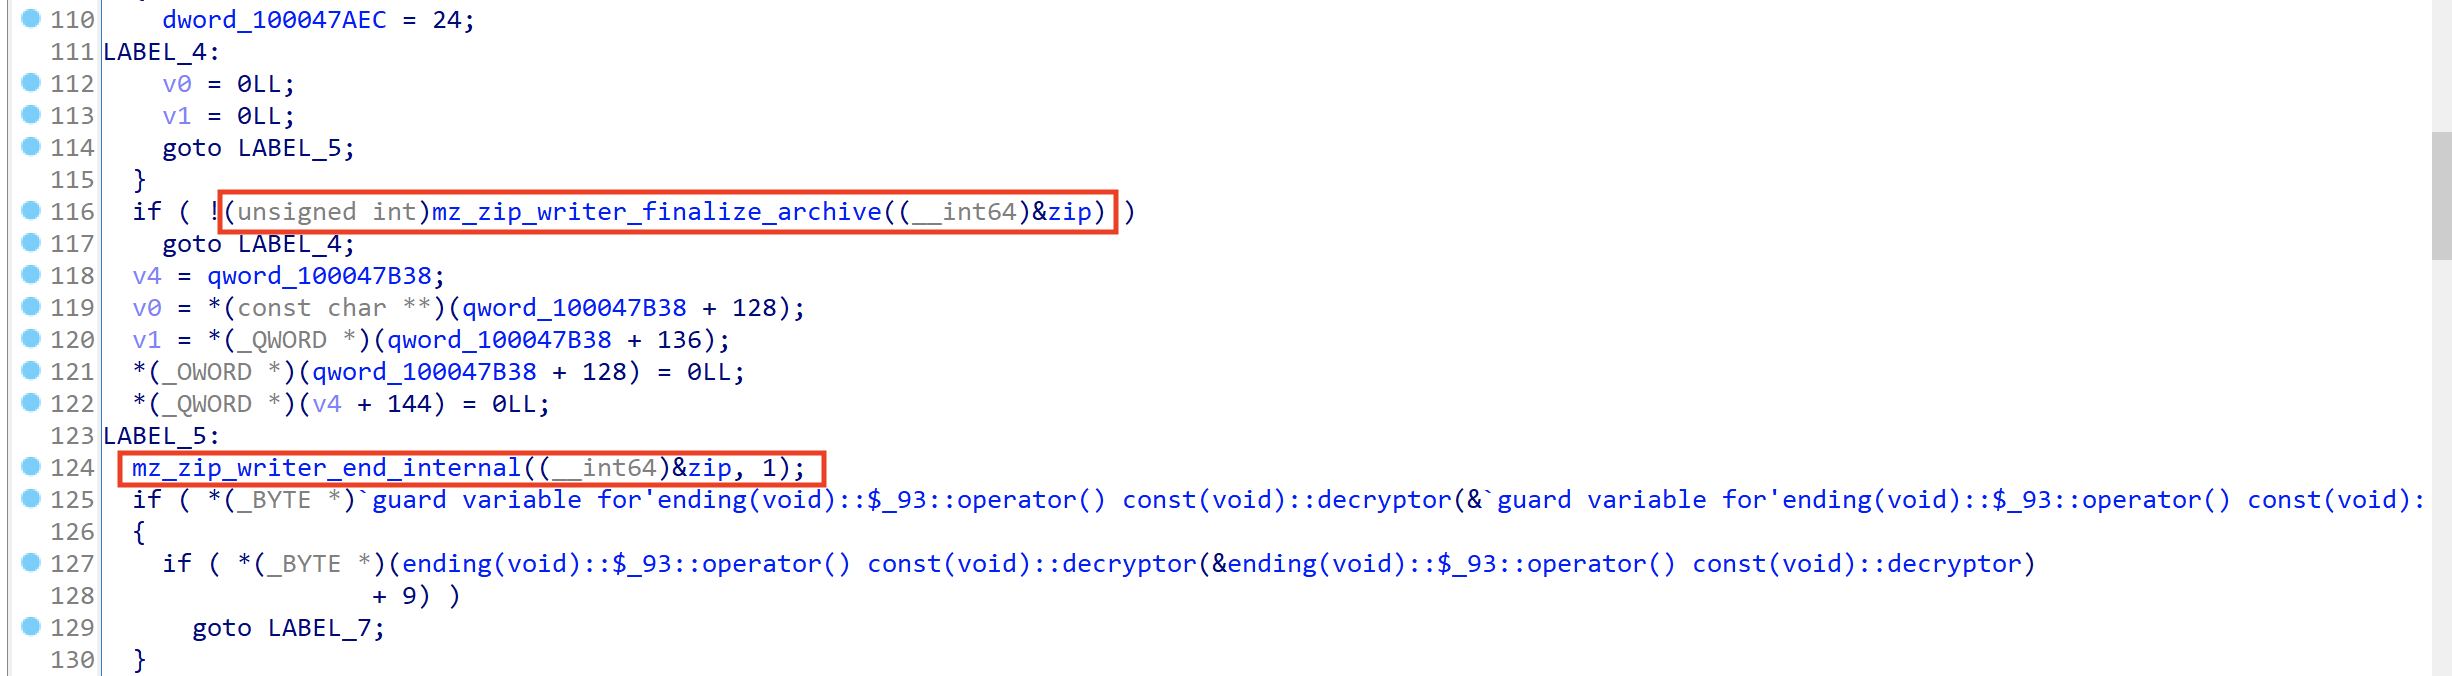 110 dword_100047AEC = 24;
111 LABEL_4:
112 v0 = 0LL;
113 v1 = 0LL;
114 goto LABEL_5;
115 }
116 if ( !(unsigned int)mz_zip_writer_finalize_archive((__int64)&zip) )
117 goto LABEL_4;
118 v4 = qword_100047B38;
119 v0 = *(const char **)(qword_100047B38 + 128);
120 v1 = *(_QWORD *)(qword_100047B38 + 136);
121 *(_OWORD *)(qword_100047B38 + 128) = 0LL;
122 *(_QWORD *)(v4 + 144) = 0LL;
123 LABEL_5:
124 mz_zip_writer_end_internal((__int64)&zip, 1);
125 if ( *(_BYTE *)`guard variable for'ending(void)::$_93::operator() const(void)::decryptor(&`guard variable for'ending(void)::$_93::operator() const(void):
126 {
127 if ( *(_BYTE *)(ending(void)::$_93::operator() const(void)::decryptor(&ending(void)::$_93::operator() const(void)::decryptor)
128 + 9) )
129 goto LABEL_7;
130 }